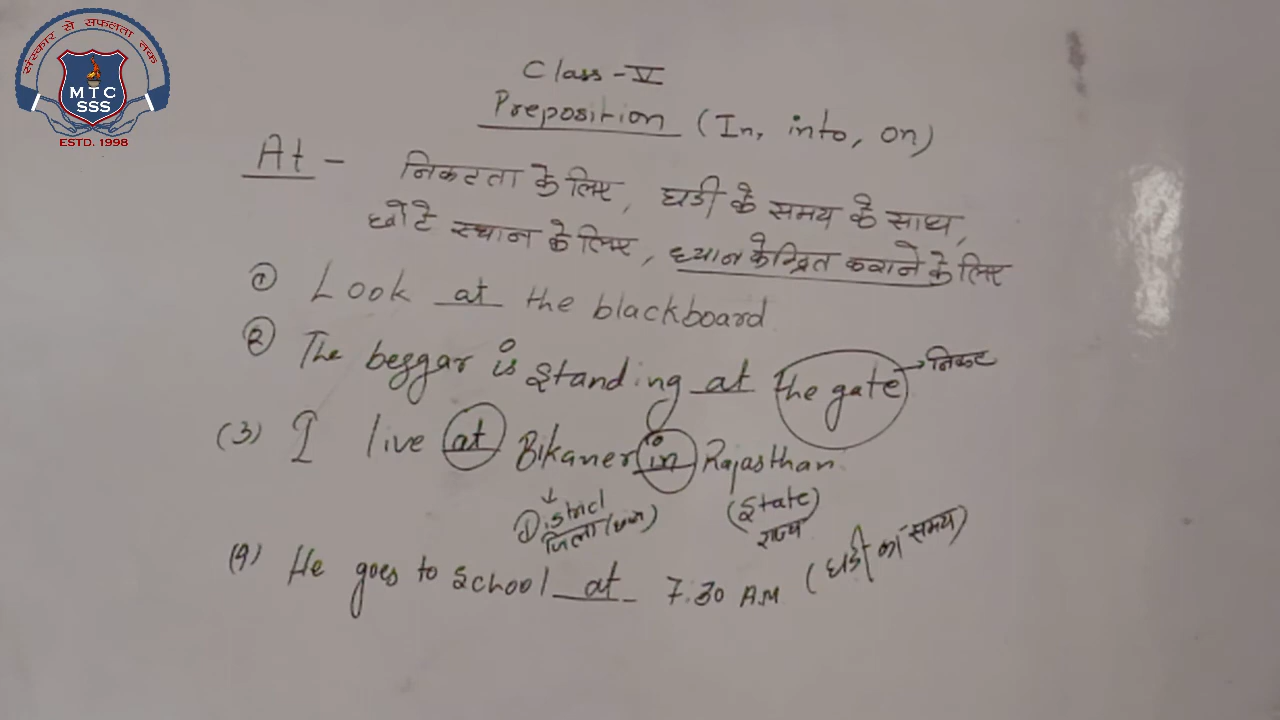 संस्कार से सफलता तक
MTC
SSS
ESTD. 1998
Class - V
Preposition (In, into, on)
At - निकटता के लिए, घडी के समय के साथ,
छोटे स्थान के लिए, ध्यान केन्द्रित कराने के लिए
① Look at the blackboard
② The beggar is standing at the gate → निकट
(3) I live at Bikaner in Rajasthan.
↓ District (State)
जिला राज्य
(4) He goes to school at 7:30 A.M. (घडी का समय)